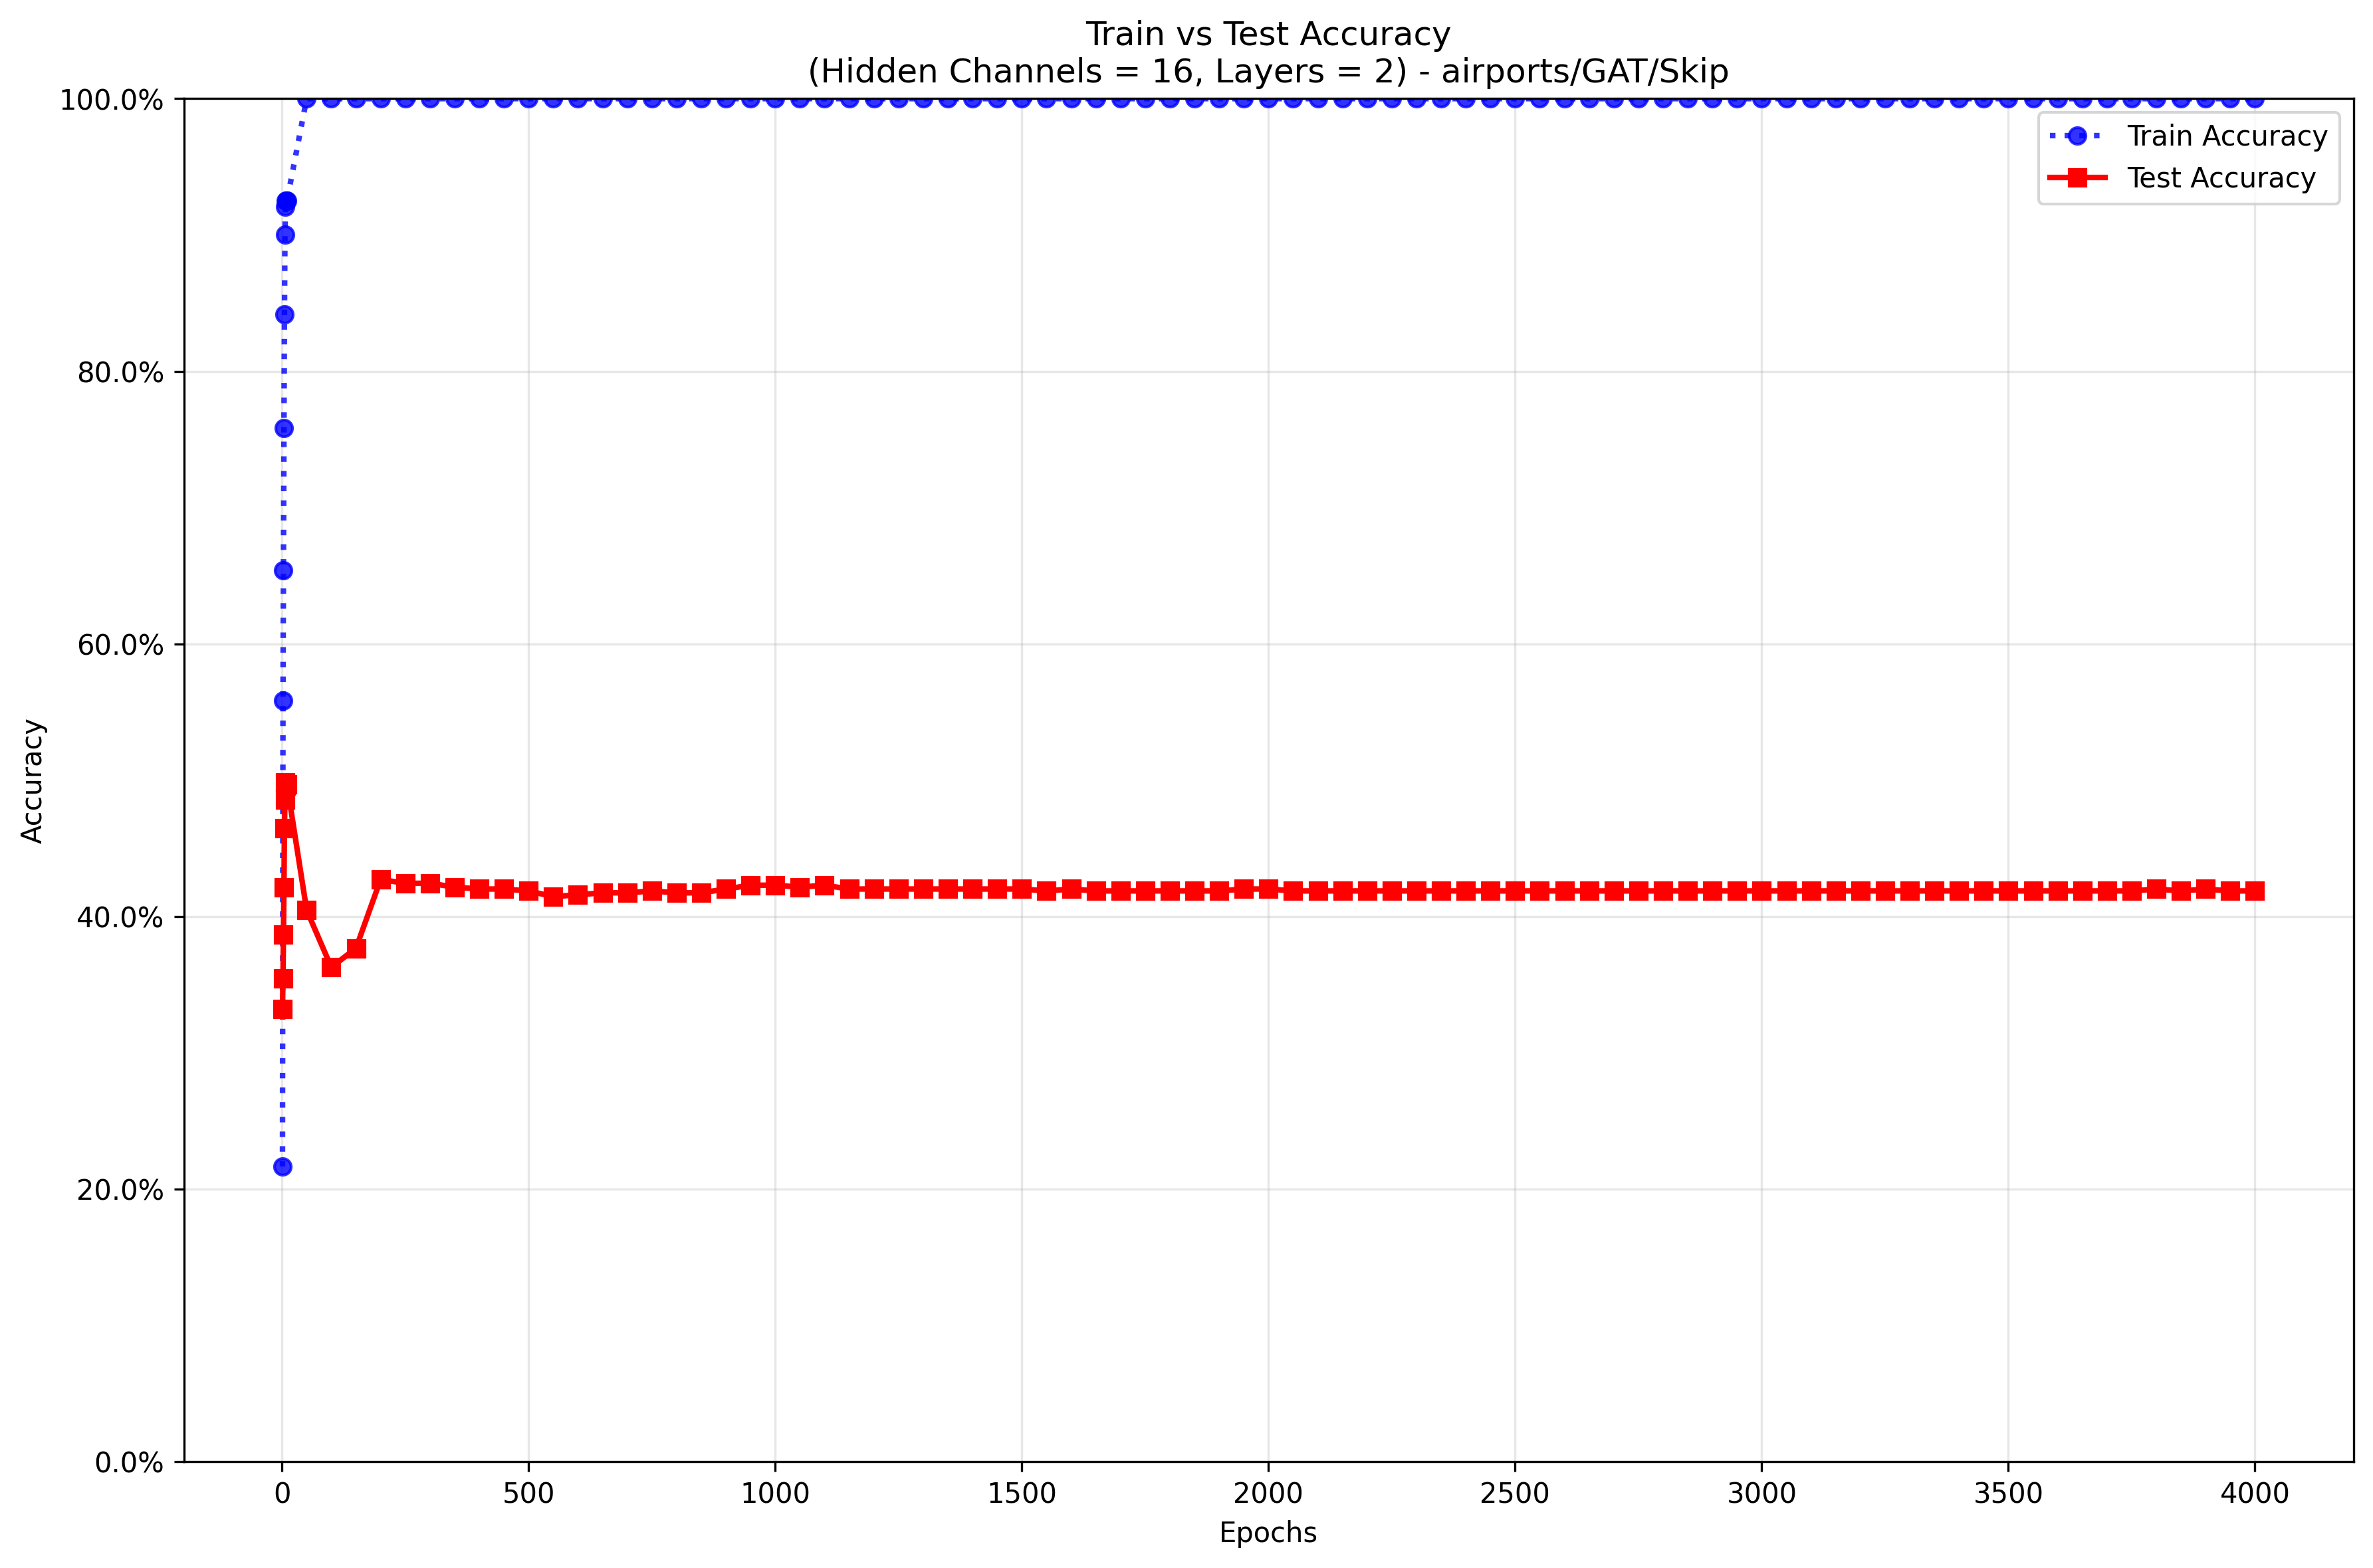 Train vs Test Accuracy
(Hidden Channels = 16, Layers = 2) - airports/GAT/Skip
100.0%
80.0%
60.0%
40.0%
20.0%
0.0%
Accuracy
Train Accuracy
Test Accuracy
0 500 1000 1500 2000 2500 3000 3500 4000
Epochs